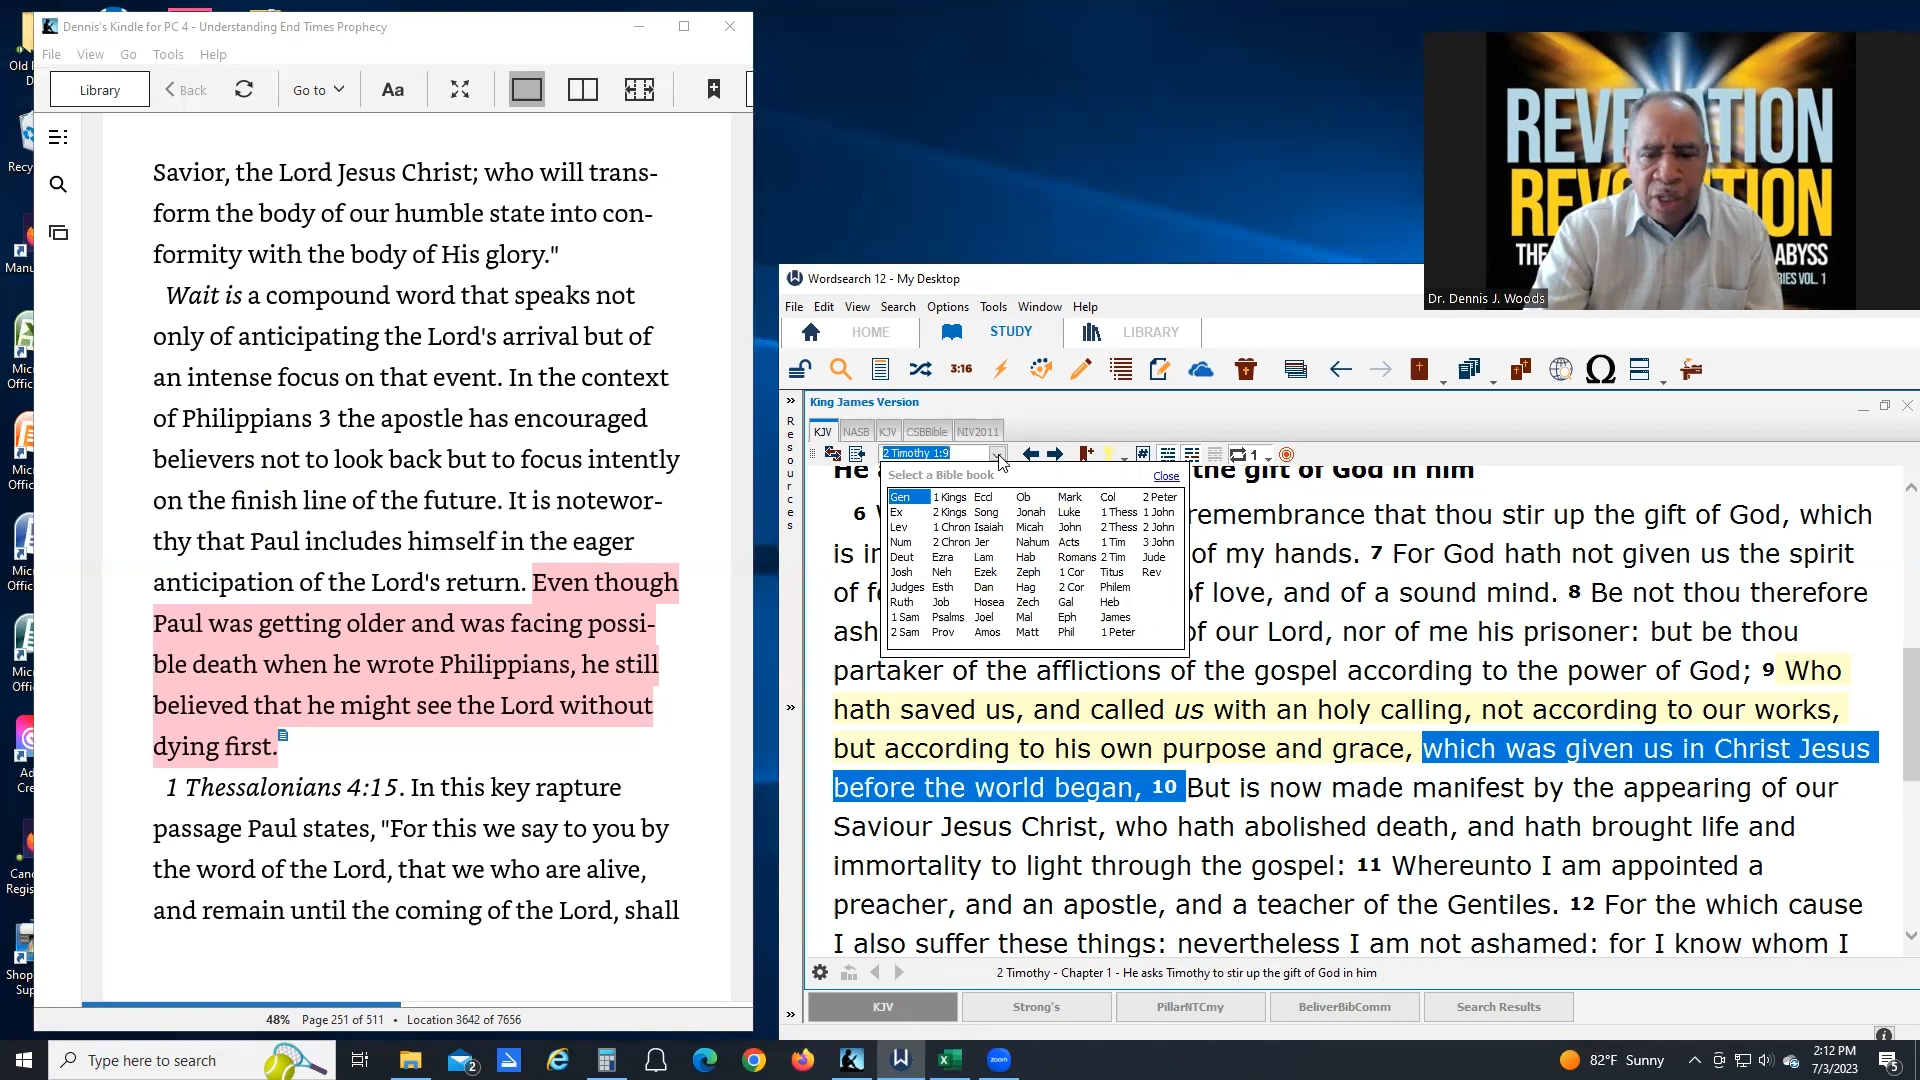 Dennis's Kindle for PC 4 - Understanding End Times Prophecy
File View Go Tools Help
Library Back Go to Aa
Savior, the Lord Jesus Christ; who will trans-
form the body of our humble state into con-
formity with the body of His glory."
Wait is a compound word that speaks not
only of anticipating the Lord's arrival but of
an intense focus on that event. In the context
of Philippians 3 the apostle has encouraged
believers not to look back but to focus intently
on the finish line of the future. It is notewor-
thy that Paul includes himself in the eager
anticipation of the Lord's return. Even though
Paul was getting older and was facing possi-
ble death when he wrote Philippians, he still
believed that he might see the Lord without
dying first.
1 Thessalonians 4:15. In this key rapture
passage Paul states, "For this we say to you by
the word of the Lord, that we who are alive,
and remain until the coming of the Lord, shall
48% Page 251 of 511 • Location 3642 of 7656
REVE TION
REV ON
THE ABYSS
RIES VOL. 1
Dr. Dennis J. Woods
Wordsearch 12 - My Desktop
File Edit View Search Options Tools Window Help
HOME STUDY LIBRARY
3:16
King James Version
Resources
KJV NASB KJV CSBBible NIV2011
2 Timothy 1:9
1
Select a Bible book Close
Gen 1 Kings Eccl Ob Mark Col 2 Peter
Ex 2 Kings Song Jonah Luke 1 Thess 1 John
Lev 1 Chron Isaiah Micah John 2 Thess 2 John
Num 2 Chron Jer Nahum Acts 1 Tim 3 John
Deut Ezra Lam Hab Romans 2 Tim Jude
Josh Neh Ezek Zeph 1 Cor Titus Rev
Judges Esth Dan Hag 2 Cor Philem
Ruth Job Hosea Zech Gal Heb
1 Sam Psalms Joel Mal Eph James
2 Sam Prov Amos Matt Phil 1 Peter
He the gift of God in him
6 remembrance that thou stir up the gift of God, which
is in of my hands. 7 For God hath not given us the spirit
of f of love, and of a sound mind. 8 Be not thou therefore
ash of our Lord, nor of me his prisoner: but be thou
partaker of the afflictions of the gospel according to the power of God; 9 Who
hath saved us, and called us with an holy calling, not according to our works,
but according to his own purpose and grace, which was given us in Christ Jesus
before the world began, 10 But is now made manifest by the appearing of our
Saviour Jesus Christ, who hath abolished death, and hath brought life and
immortality to light through the gospel: 11 Whereunto I am appointed a
preacher, and an apostle, and a teacher of the Gentiles. 12 For the which cause
I also suffer these things: nevertheless I am not ashamed: for I know whom I
2 Timothy - Chapter 1 - He asks Timothy to stir up the gift of God in him
KJV Strong's PillarNTCmy BeliverBibComm Search Results
Type here to search
82°F Sunny
2:12 PM
7/3/2023